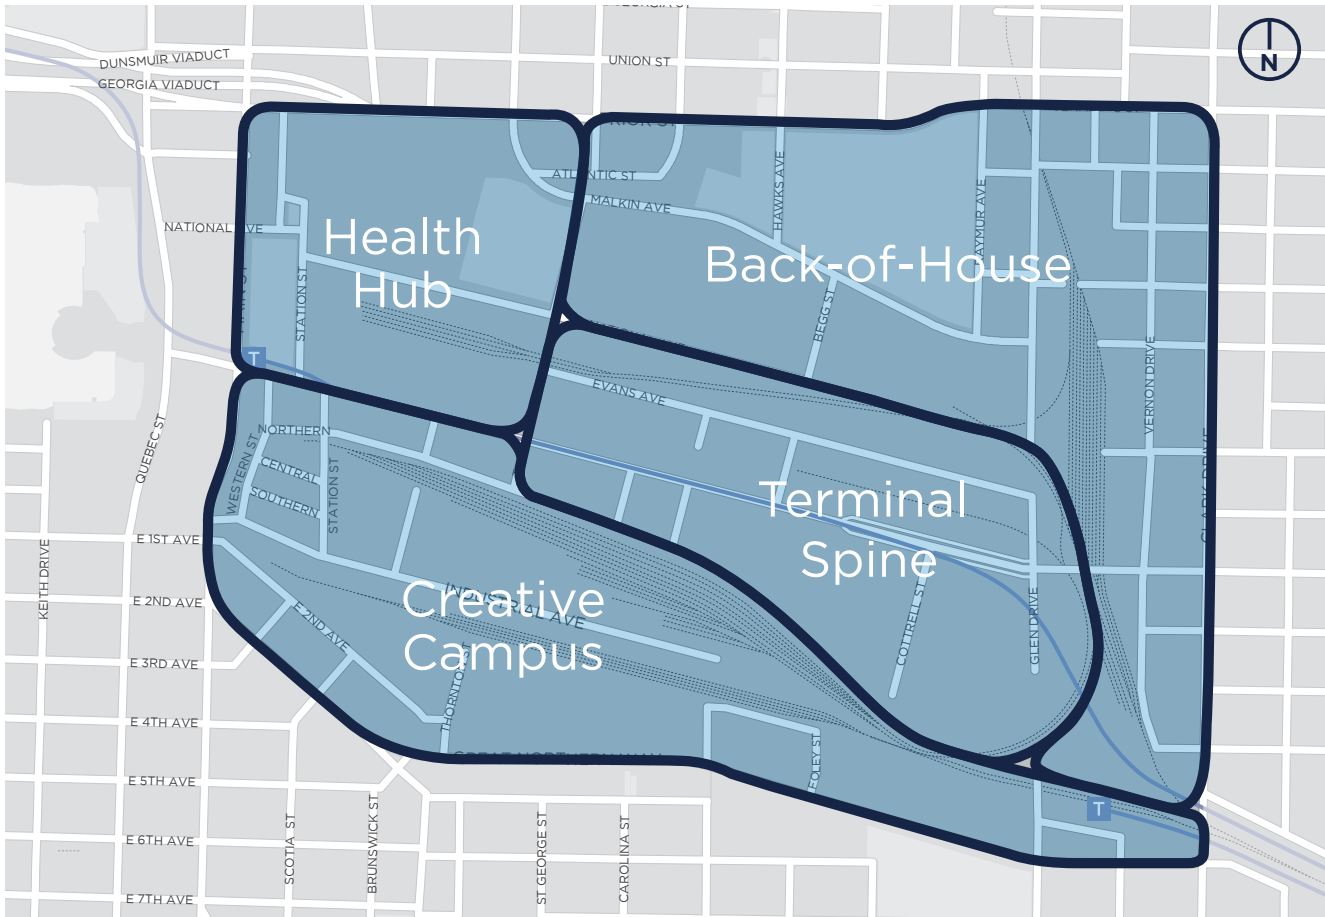 UNION ST
DUNSMUIR VIADUCT
GEORGIA VIADUCT
N
ATLANTIC ST
MALKIN AVE
HAWKS AVE
RAYMUR AVE
NATIONAL AVE
STATION ST
Health
Hub
Back-of-House
BEGG ST
T
VERNON DRIVE
EVANS AVE
QUEBEC ST
WESTERN ST
NORTHERN
CENTRAL
SOUTHERN
STATION ST
CLARK DRIVE
Terminal
Spine
E 1ST AVE
KEITH DRIVE
E 2ND AVE
E 2ND AVE
INDUSTRIAL AVE
Creative
Campus
COTTRELL ST
GLEN DRIVE
E 3RD AVE
THORNTON ST
E 4TH AVE
GREAT NORTHERN WAY
FOLEY ST
E 5TH AVE
T
E 6TH AVE
SCOTIA ST
BRUNSWICK ST
ST GEORGE ST
CAROLINA ST
E 7TH AVE